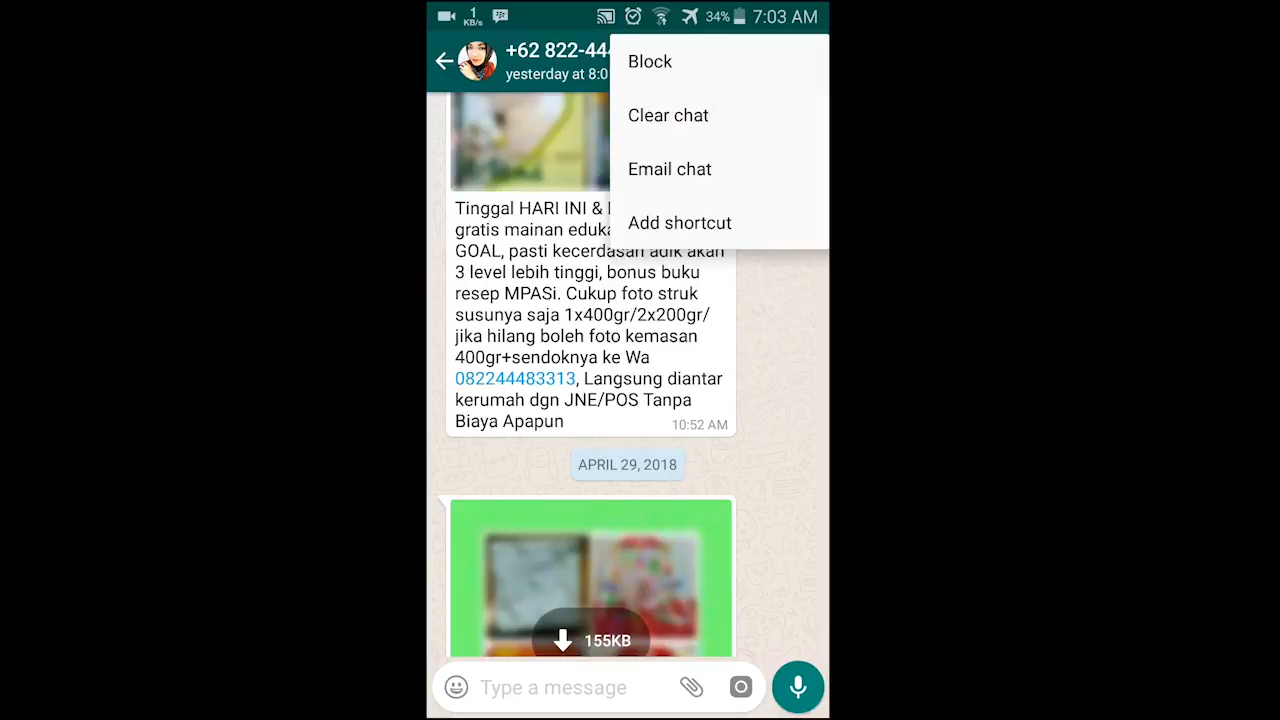 1
KB/s
34%
7:03 AM
+62 822-444
yesterday at 8:0
Block
Clear chat
Email chat
Add shortcut
Tinggal HARI INI &
gratis mainan eduka
GOAL, pasti kecerdasan adik akan
3 level lebih tinggi, bonus buku
resep MPASi. Cukup foto struk
susunya saja 1x400gr/2x200gr/
jika hilang boleh foto kemasan
400gr+sendoknya ke Wa
082244483313, Langsung diantar
kerumah dgn JNE/POS Tanpa
Biaya Apapun
10:52 AM
APRIL 29, 2018
155KB
Type a message